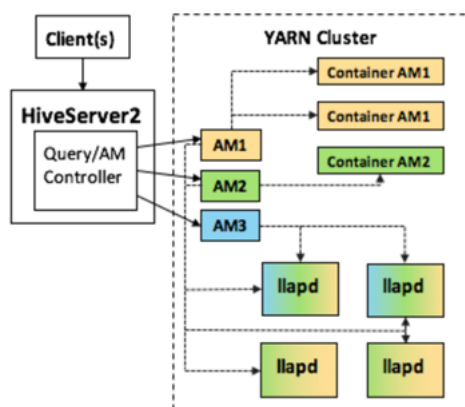 Client(s)
YARN Cluster
HiveServer2
Query/AM
Controller
Container AM1
Container AM1
AM1
Container AM2
AM2
AM3
llapd
llapd
llapd
llapd